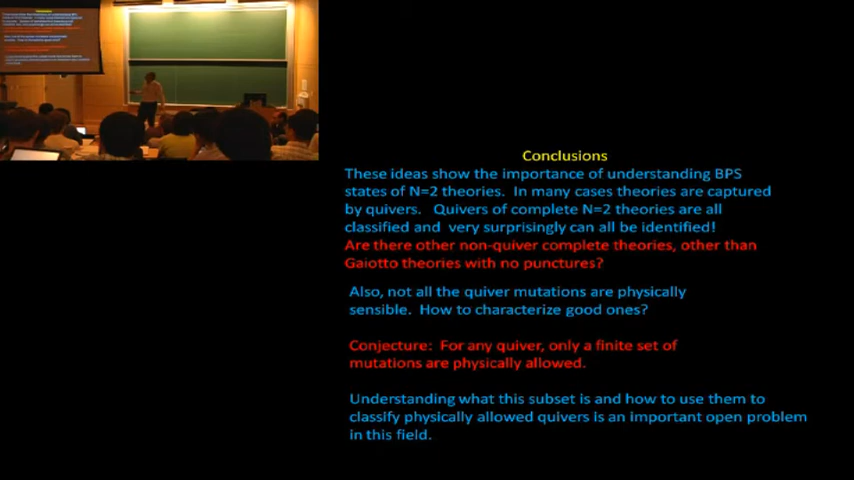 Conclusions
These ideas show the importance of understanding BPS
states of N=2 theories.  In many cases theories are captured
by quivers.   Quivers of complete N=2 theories are all
classified and  very surprisingly can all be identified!
Are there other non-quiver complete theories, other than
Gaiotto theories with no punctures?
Also, not all the quiver mutations are physically
sensible.  How to characterize good ones?
Conjecture:  For any quiver, only a finite set of
mutations are physically allowed.
Understanding what this subset is and how to use them to
classify physically allowed quivers is an important open problem
in this field.